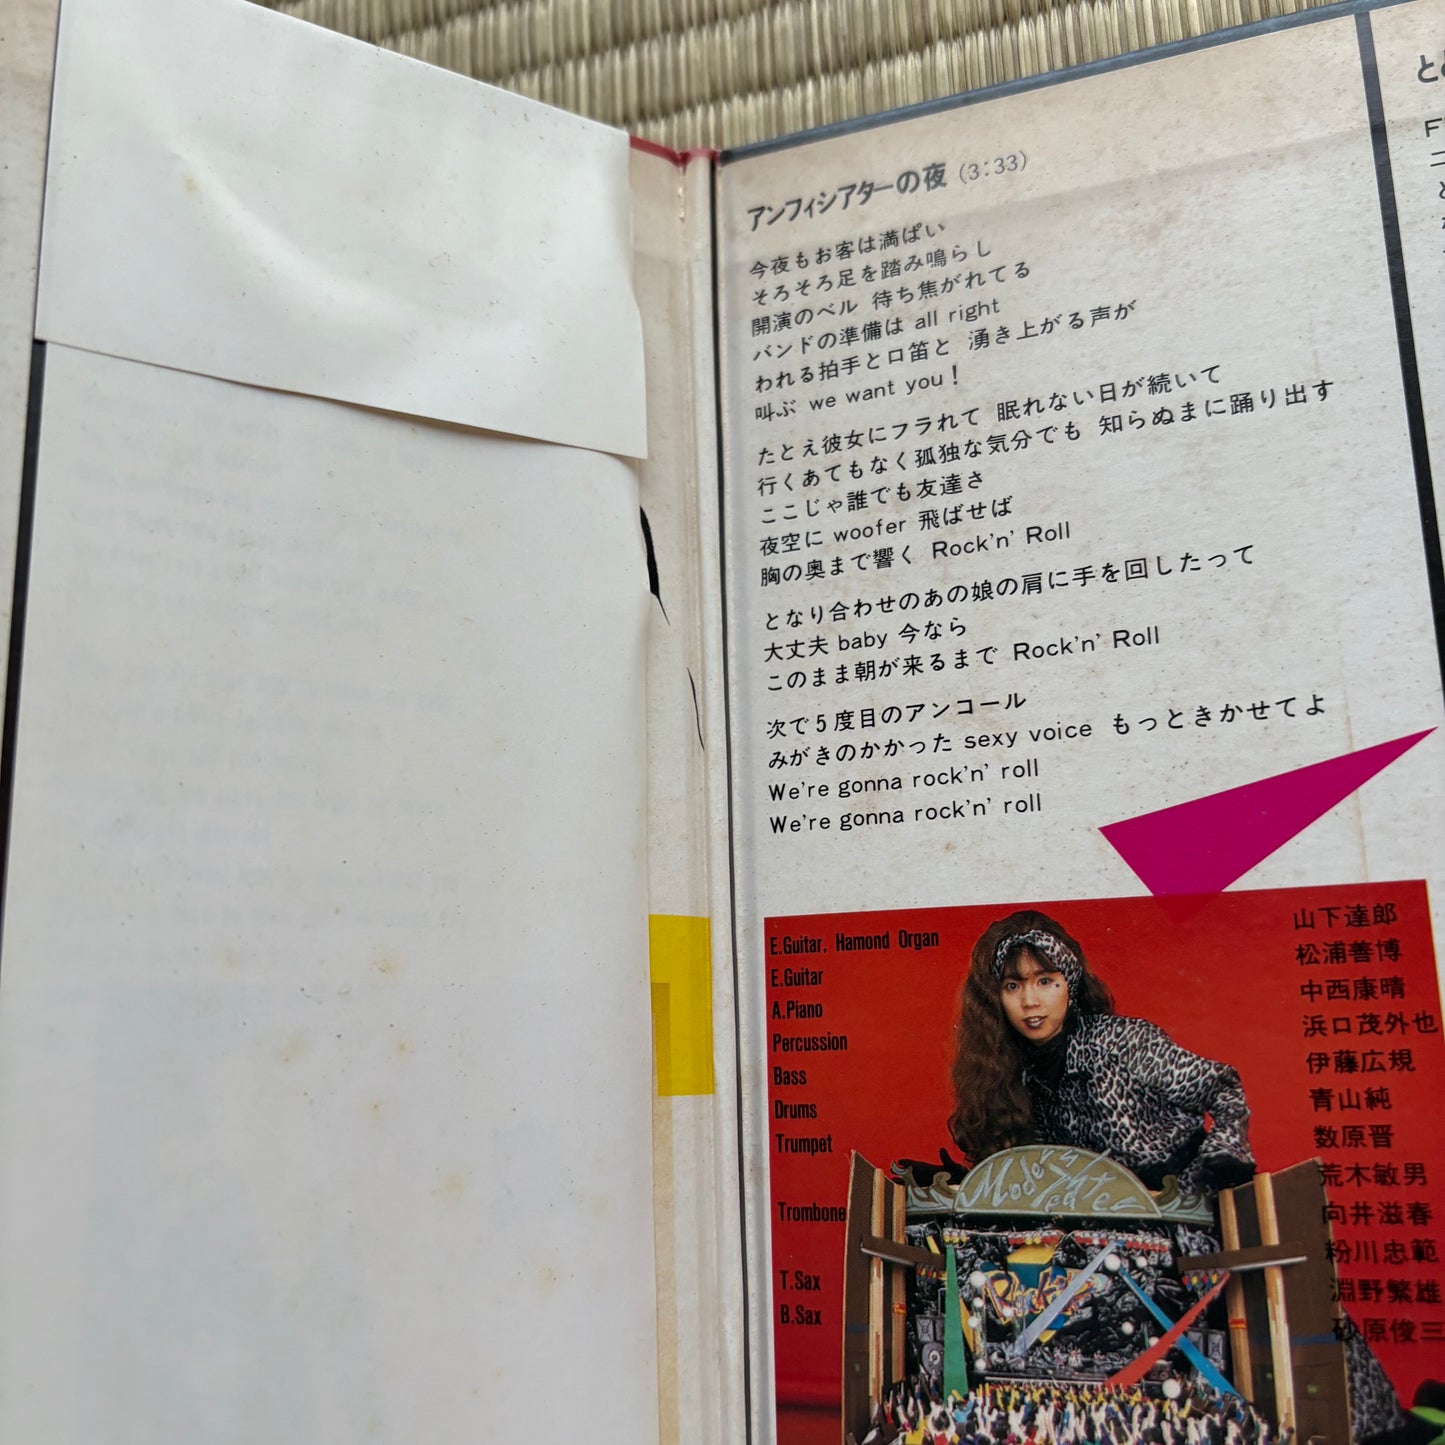 アンフィシアターの夜 (3:33)
今夜もお客は満ぱい
そろそろ足を踏み鳴らし
開演のベル 待ち焦がれてる
バンドの準備は all right
われる拍手と口笛と 湧き上がる声が
叫ぶ we want you!
たとえ彼女にフラれて 眠れない日が続いて
行くあてもなく孤独な気分でも 知らぬまに踊り出す
ここじゃ誰でも友達さ
夜空に woofer 飛ばせば
胸の奥まで響く Rock'n' Roll
となり合わせのあの娘の肩に手を回したって
大丈夫 baby 今なら
このまま朝が来るまで Rock'n' Roll
次で5度目のアンコール
みがきのかかった sexy voice もっときかせてよ
We're gonna rock'n' roll
We're gonna rock'n' roll
E.Guitar, Hamond Organ 山下達郎
E.Guitar 松浦善博
A.Piano 中西康晴
Percussion 浜口茂外也
Bass 伊藤広規
Drums 青山純
Trumpet 数原晋
荒木敏男
Trombone 向井滋春
粉川忠範
T.Sax 淵野繁雄
B.Sax 砂原俊三